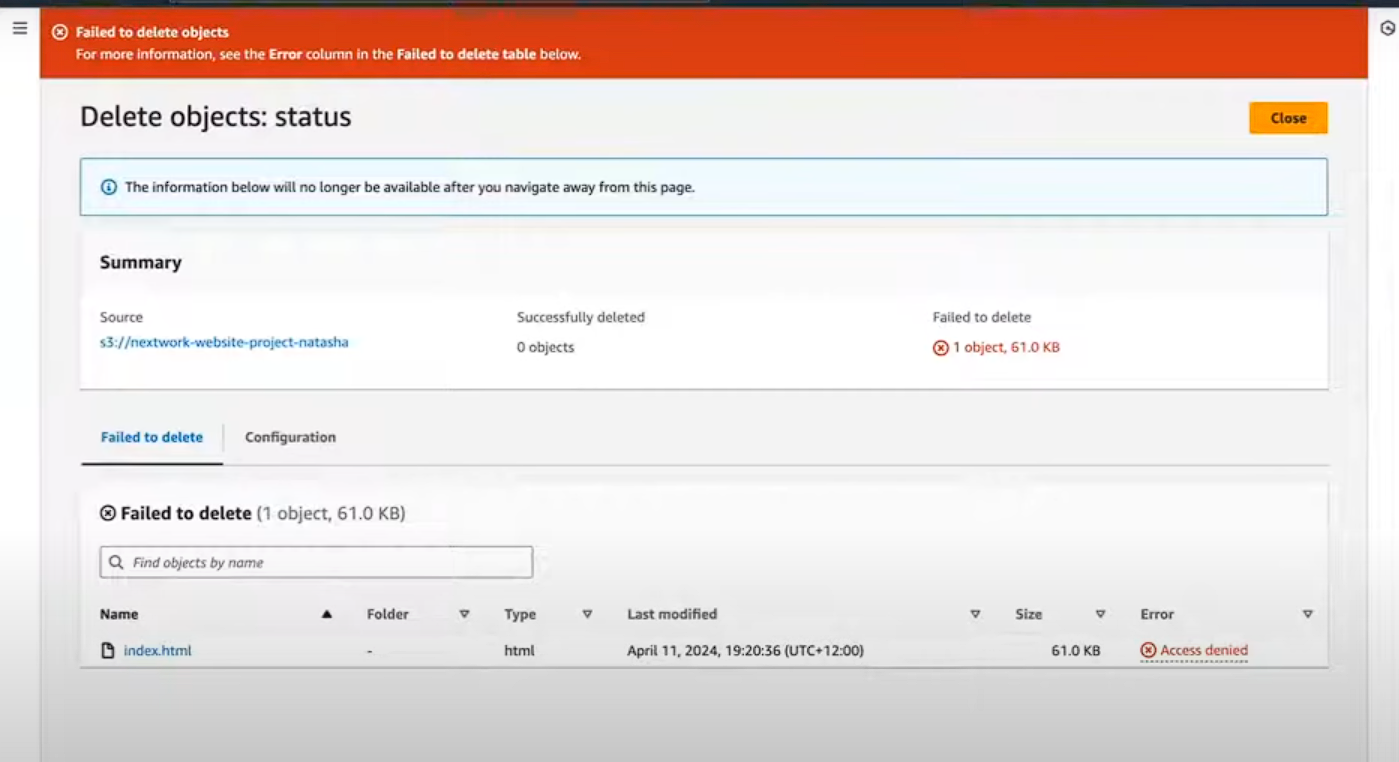 Failed to delete objects
For more information, see the Error column in the Failed to delete table below.
Delete objects: status
Close
The information below will no longer be available after you navigate away from this page.
Summary
Source
Successfully deleted
Failed to delete
s3://nextwork-website-project-natasha
0 objects
1 object, 61.0 KB
Failed to delete
Configuration
Failed to delete (1 object, 61.0 KB)
Find objects by name
Name Folder Type Last modified Size Error
index.html - html April 11, 2024, 19:20:36 (UTC+12:00) 61.0 KB Access denied